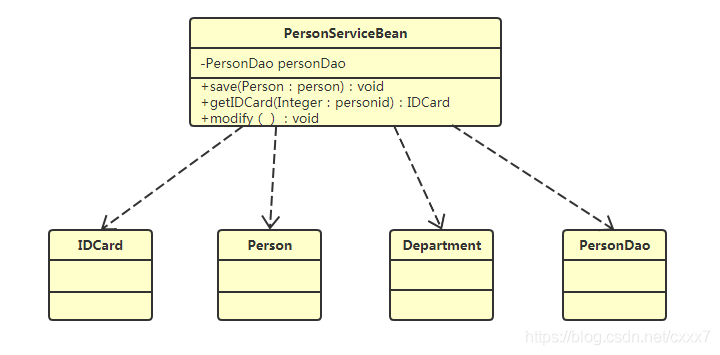 PersonServiceBean
-PersonDao personDao
+save(Person : person) : void
+getIDCard(Integer : personid) : IDCard
+modify ( ) : void
IDCard
Person
Department
PersonDao
https://blog.csdn.net/cxxx7